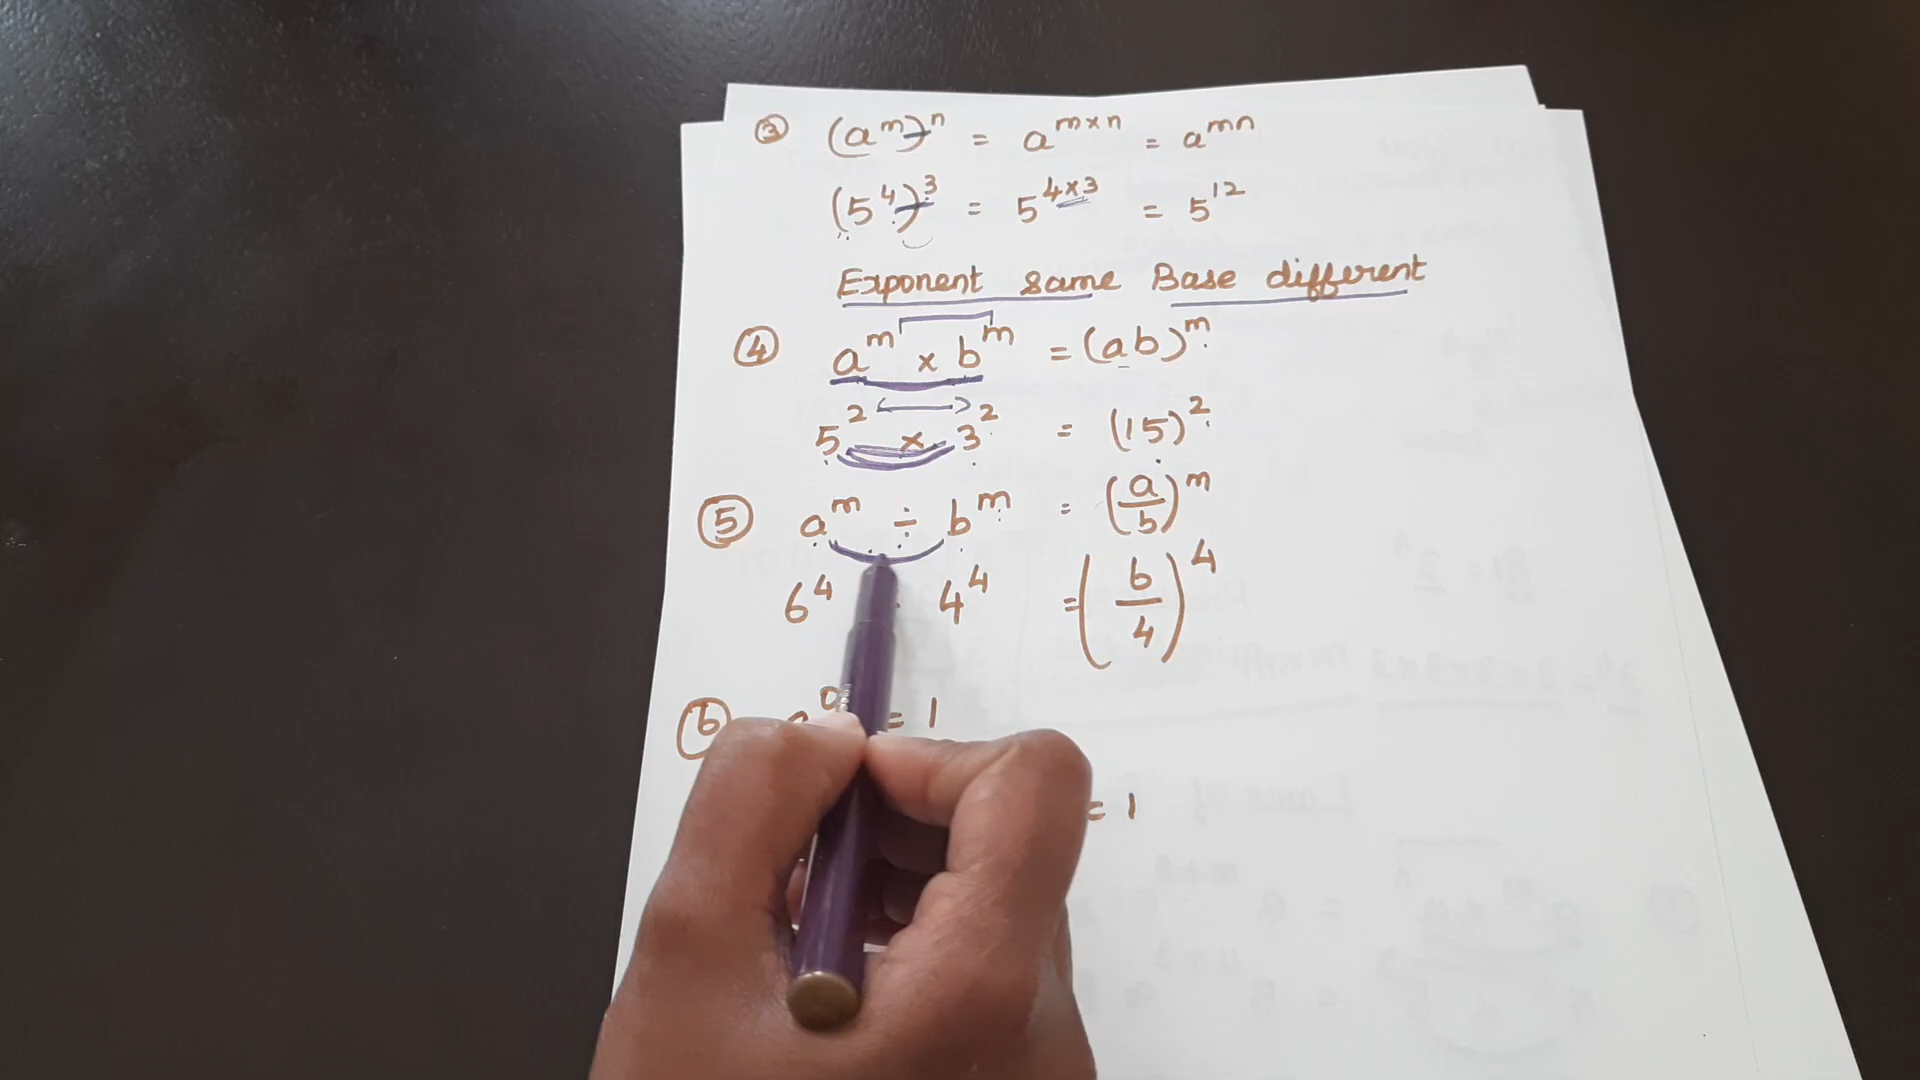 ③ (a^m)^n = a^{m×n} = a^{mn}
(5^4)^3 = 5^{4×3} = 5^{12}
Exponent same Base different
④ a^m × b^m = (ab)^m
5^2 × 3^2 = (15)^2
⑤ a^m ÷ b^m = (a/b)^m
6^4 4^4 = (6/4)^4
⑥ a^0 = 1
= 1